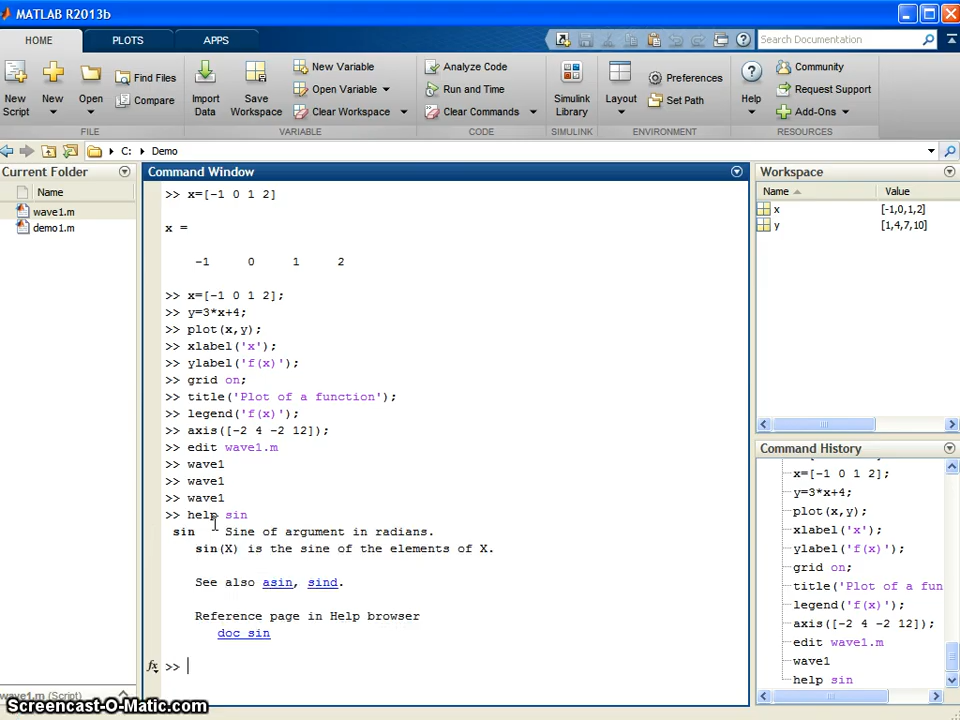 MATLAB R2013b
HOME PLOTS APPS
Search Documentation
New Script
New
Open
Find Files
Compare
FILE
Import Data
Save Workspace
New Variable
Open Variable
Clear Workspace
VARIABLE
Analyze Code
Run and Time
Clear Commands
CODE
Simulink Library
SIMULINK
Layout
Preferences
Set Path
ENVIRONMENT
Help
Community
Request Support
Add-Ons
RESOURCES
C: Demo
Current Folder
Name
wave1.m
demo1.m
wave1.m (Script)
Command Window
>> x=[-1 0 1 2]
x =
-1 0 1 2
>> x=[-1 0 1 2];
>> y=3*x+4;
>> plot(x,y);
>> xlabel('x');
>> ylabel('f(x)');
>> grid on;
>> title('Plot of a function');
>> legend('f(x)');
>> axis([-2 4 -2 12]);
>> edit wave1.m
>> wave1
>> wave1
>> wave1
>> help sin
sin Sine of argument in radians.
sin(X) is the sine of the elements of X.
See also asin, sind.
Reference page in Help browser
doc sin
fx >>
Workspace
Name Value
x [-1,0,1,2]
y [1,4,7,10]
Command History
x=[-1 0 1 2];
y=3*x+4;
plot(x,y);
xlabel('x');
ylabel('f(x)');
grid on;
title('Plot of a fun
legend('f(x)');
axis([-2 4 -2 12]);
edit wave1.m
wave1
help sin
Screencast-O-Matic.com